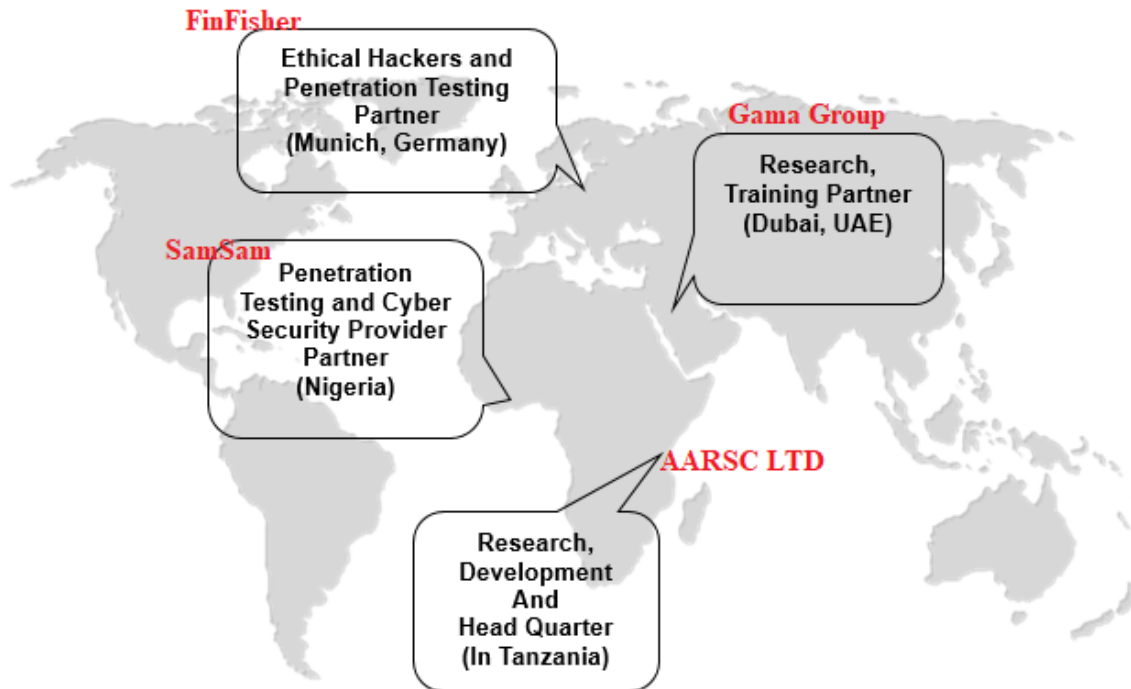 FinFisher
Ethical Hackers and
Penetration Testing
Partner
(Munich, Germany)
Gama Group
Research,
Training Partner
(Dubai, UAE)
SamSam
Penetration
Testing and Cyber
Security Provider
Partner
(Nigeria)
AARSC LTD
Research,
Development
And
Head Quarter
(In Tanzania)